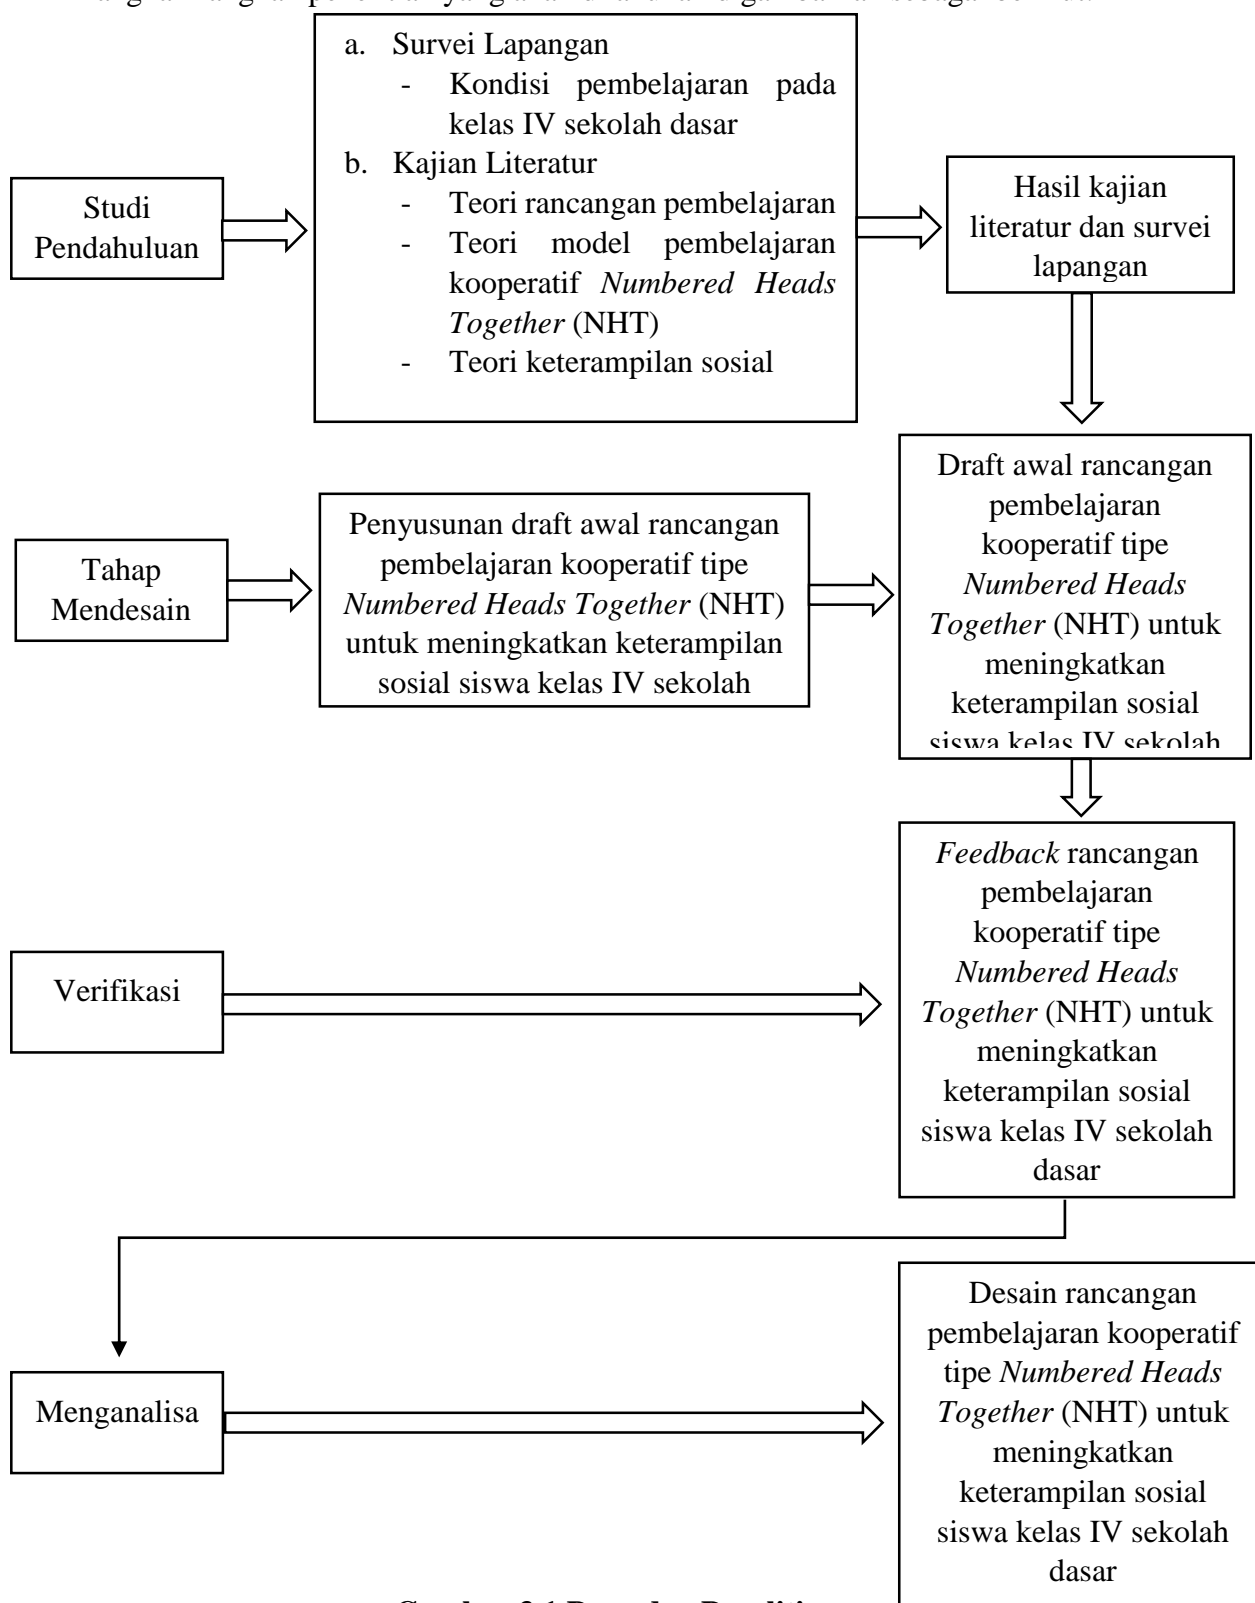 a. Survei Lapangan
- Kondisi pembelajaran pada
kelas IV sekolah dasar
b. Kajian Literatur
- Teori rancangan pembelajaran
- Teori model pembelajaran
kooperatif Numbered Heads
Together (NHT)
- Teori keterampilan sosial
Studi
Pendahuluan
Hasil kajian
literatur dan survei
lapangan
Tahap
Mendesain
Penyusunan draft awal rancangan
pembelajaran kooperatif tipe
Numbered Heads Together (NHT)
untuk meningkatkan keterampilan
sosial siswa kelas IV sekolah
Draft awal rancangan
pembelajaran
kooperatif tipe
Numbered Heads
Together (NHT) untuk
meningkatkan
keterampilan sosial
siswa kelas IV sekolah
Verifikasi
Feedback rancangan
pembelajaran
kooperatif tipe
Numbered Heads
Together (NHT) untuk
meningkatkan
keterampilan sosial
siswa kelas IV sekolah
dasar
Menganalisa
Desain rancangan
pembelajaran kooperatif
tipe Numbered Heads
Together (NHT) untuk
meningkatkan
keterampilan sosial
siswa kelas IV sekolah
dasar